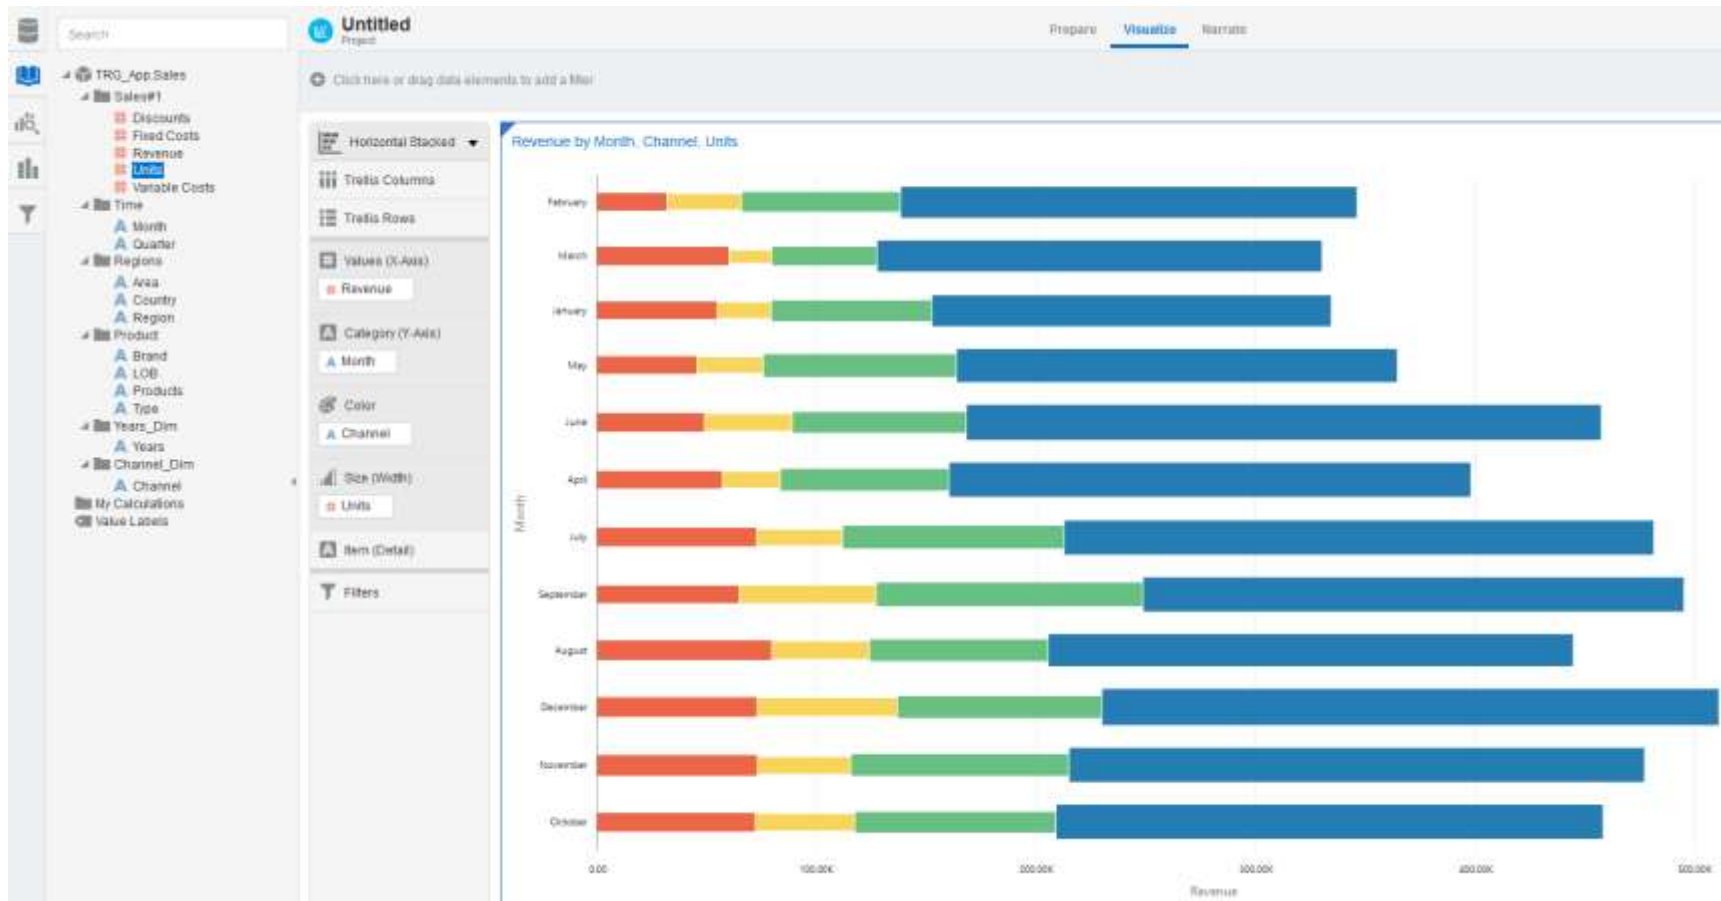 Search
TRG_App.Sales
Sales#1
Discounts
Fixed Costs
Revenue
Units
Variable Costs
Time
Month
Quarter
Regions
Area
Country
Region
Product
Brand
LOB
Products
Type
Years_Dim
Years
Channel_Dim
Channel
My Calculations
Value Labels
Untitled
Project
Prepare
Visualize
Narrate
Click here or drag data elements to add a filter
Horizontal Stacked
Trellis Columns
Trellis Rows
Values (X-Axis)
Revenue
Category (Y-Axis)
Month
Color
Channel
Size (Width)
Units
Item (Detail)
Filters
Revenue by Month, Channel, Units
Month
February
March
January
May
June
April
July
September
August
December
November
October
0.00
100.00K
200.00K
300.00K
400.00K
500.00K
Revenue